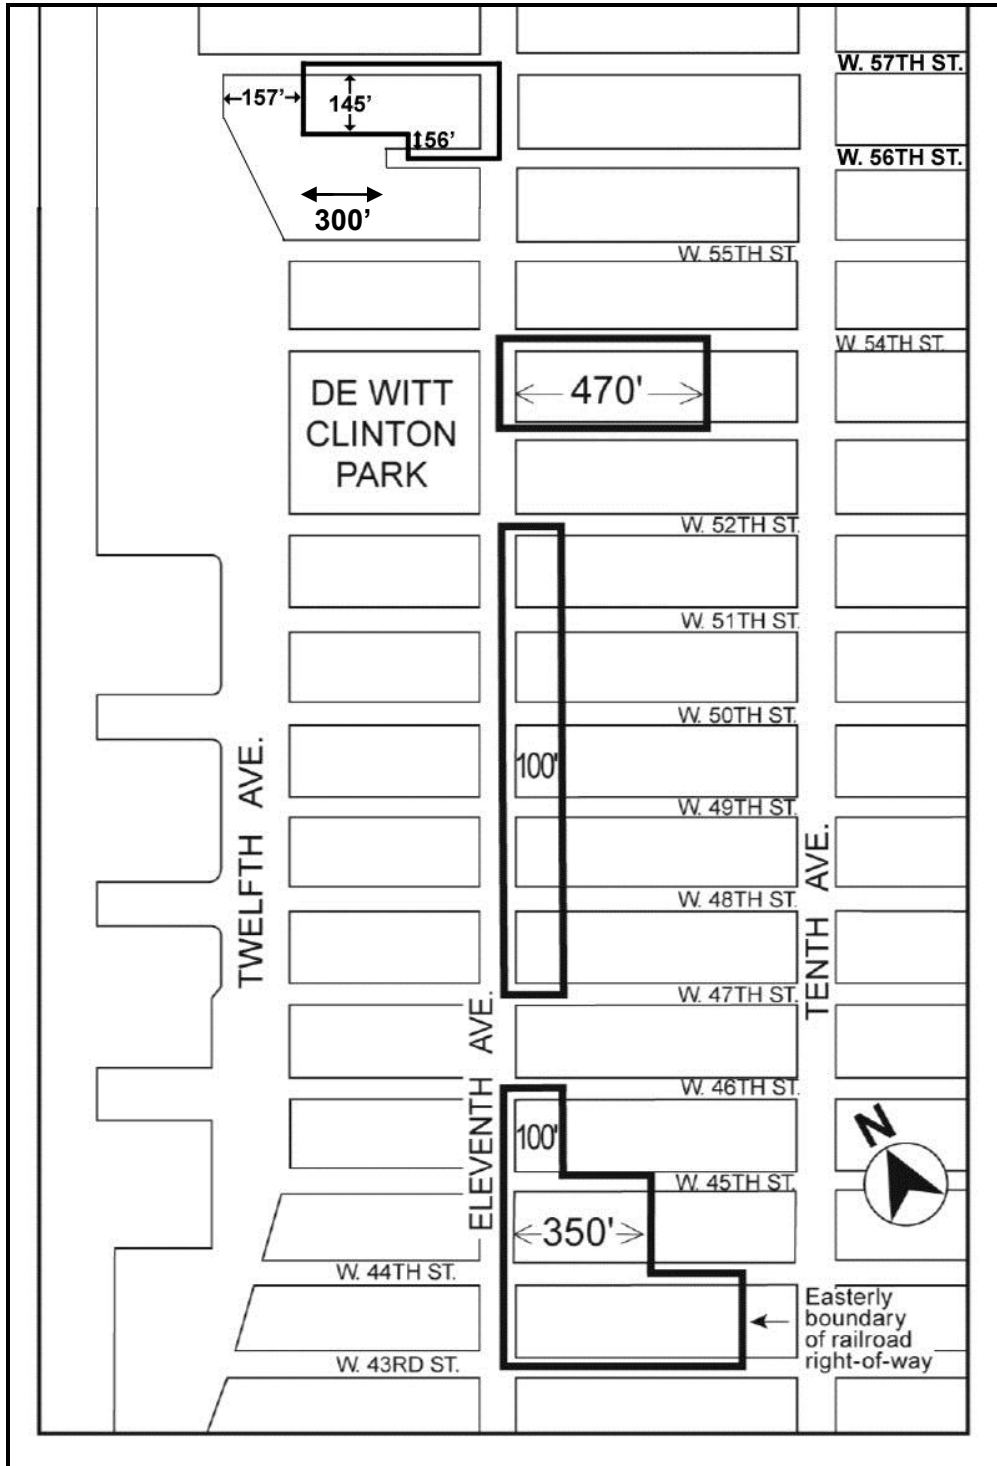 W. 57TH ST.
157'
145'
56'
W. 56TH ST.
300'
W. 55TH ST.
W. 54TH ST.
470'
DE WITT
CLINTON
PARK
W. 52TH ST.
W. 51TH ST.
W. 50TH ST.
100'
W. 49TH ST.
TWELFTH AVE.
TENTH AVE.
W. 48TH ST.
W. 47TH ST.
ELEVENTH AVE.
W. 46TH ST.
100'
N
W. 45TH ST.
350'
W. 44TH ST.
Easterly
boundary
of railroad
right-of-way
W. 43RD ST.